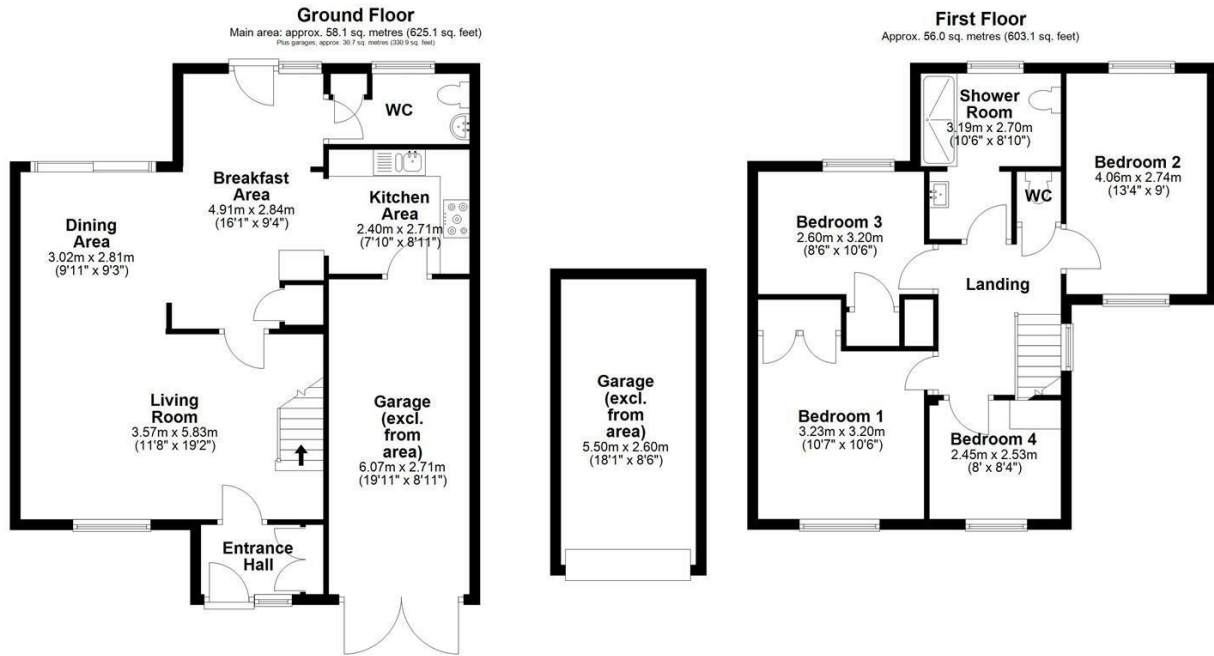 Ground Floor
Main area: approx. 58.1 sq. metres (625.1 sq. feet)
Plus garages, approx. 30.7 sq. metres (330.9 sq. feet)
WC
Breakfast
Area
4.91m x 2.84m
(16'1" x 9'4")
Kitchen
Area
2.40m x 2.71m
(7'10" x 8'11")
Dining
Area
3.02m x 2.81m
(9'11" x 9'3")
Living
Room
3.57m x 5.83m
(11'8" x 19'2")
Garage
(excl.
from
area)
6.07m x 2.71m
(19'11" x 8'11")
Entrance
Hall
Garage
(excl.
from
area)
5.50m x 2.60m
(18'1" x 8'6")
First Floor
Approx. 56.0 sq. metres (603.1 sq. feet)
Shower
Room
3.19m x 2.70m
(10'6" x 8'10")
Bedroom 2
4.06m x 2.74m
(13'4" x 9')
WC
Bedroom 3
2.60m x 3.20m
(8'6" x 10'6")
Landing
Bedroom 1
3.23m x 3.20m
(10'7" x 10'6")
Bedroom 4
2.45m x 2.53m
(8' x 8'4")